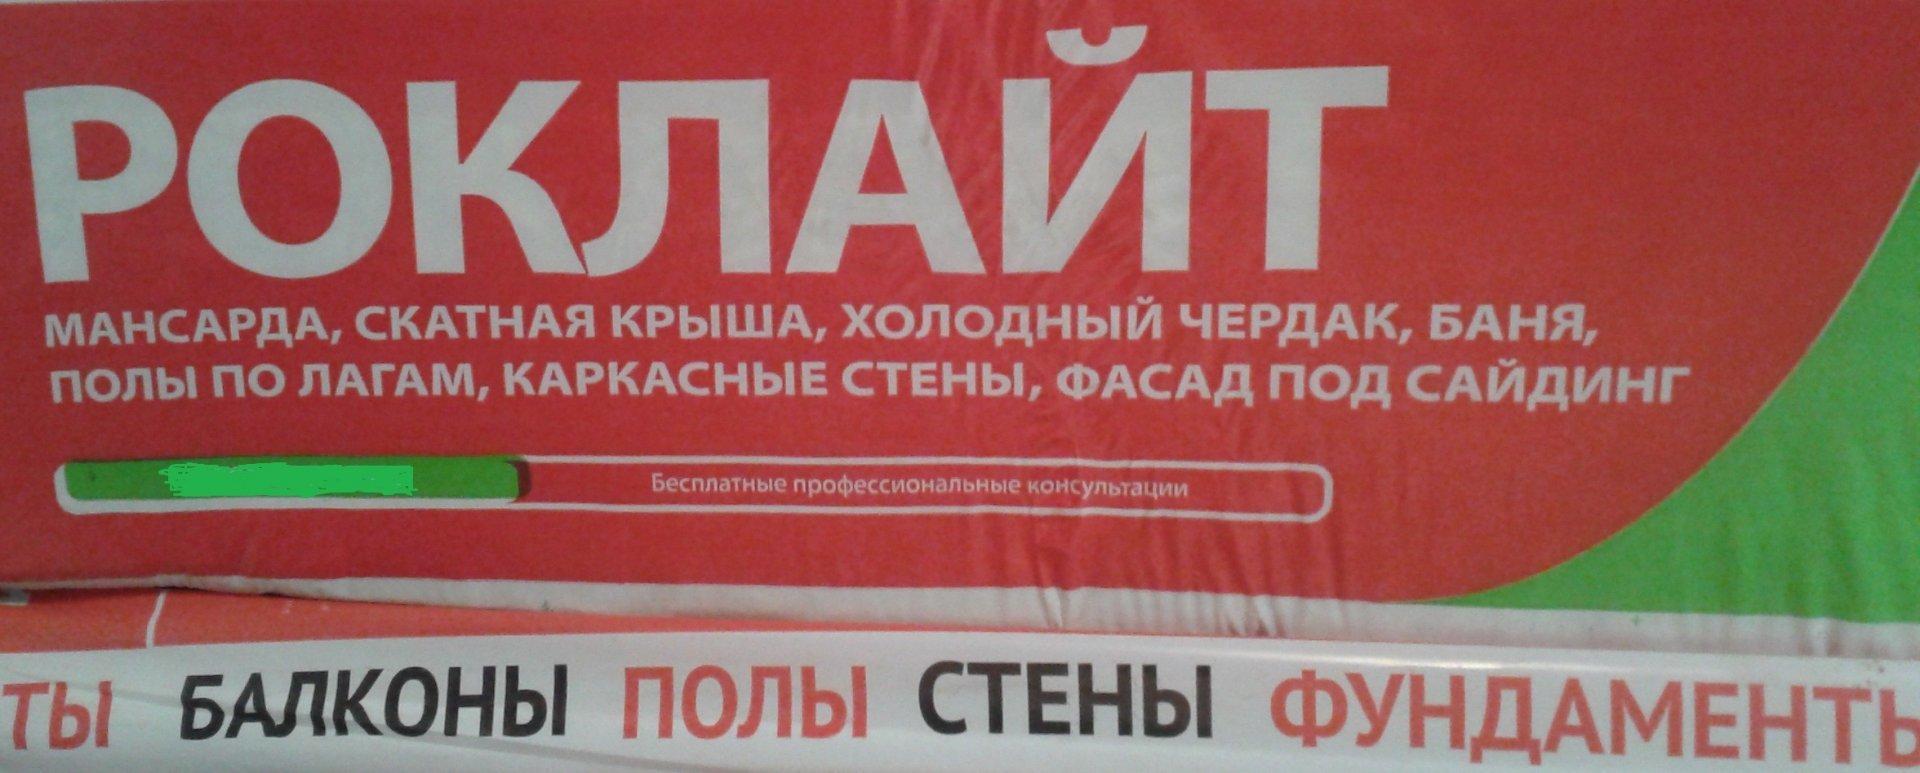 РОКЛАЙТ
МАНСАРДА, СКАТНАЯ КРЫША, ХОЛОДНЫЙ ЧЕРДАК, БАНЯ,
ПОЛЫ ПО ЛАГАМ, КАРКАСНЫЕ СТЕНЫ, ФАСАД ПОД САЙДИНГ
Бесплатные профессиональные консультации
ТЫ БАЛКОНЫ ПОЛЫ СТЕНЫ ФУНДАМЕНТЫ